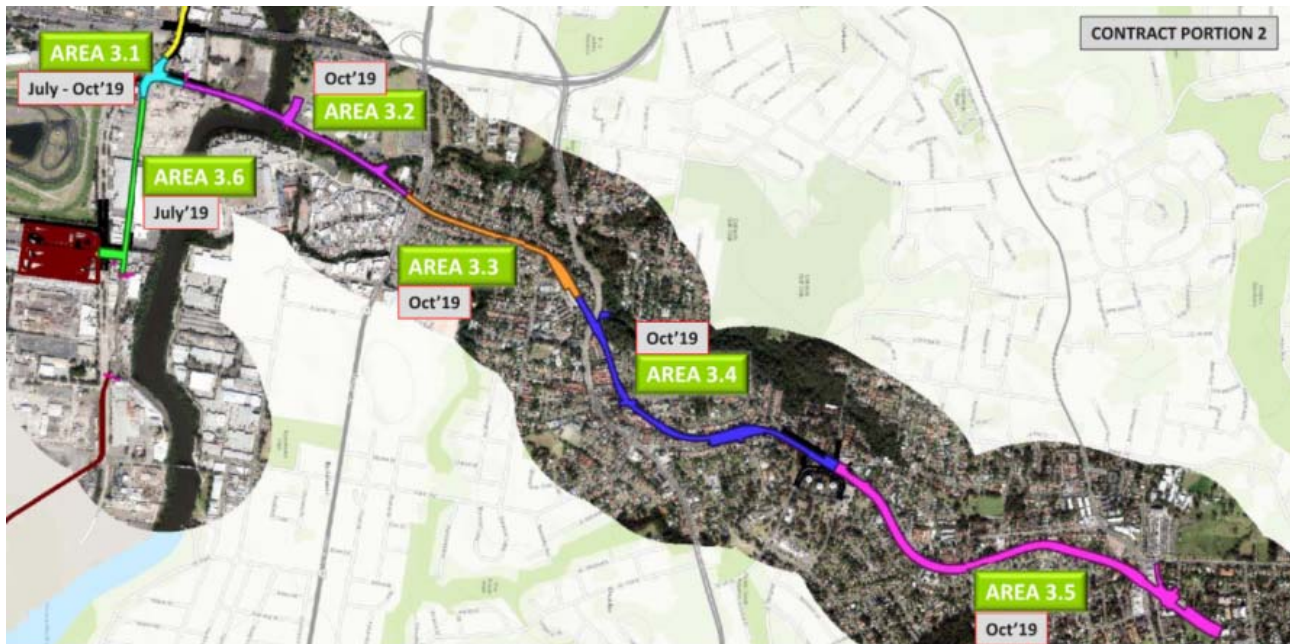 CONTRACT PORTION 2
AREA 3.1
July - Oct'19
Oct'19
AREA 3.2
AREA 3.6
July'19
AREA 3.3
Oct'19
Oct'19
AREA 3.4
AREA 3.5
Oct'19